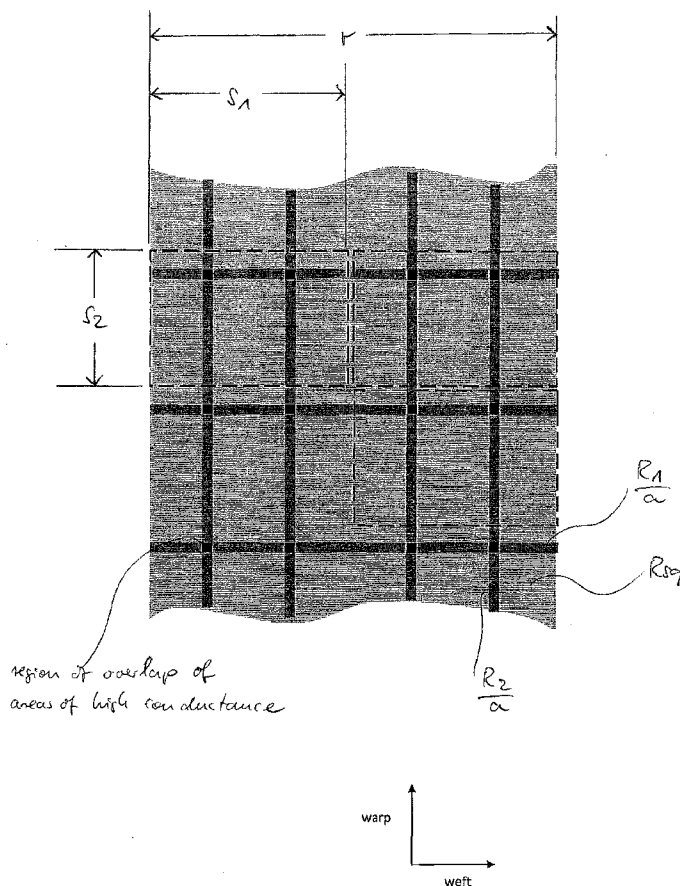 r
S1
S2
R1
a
Rsq
region of overlap of
areas of high conductance
R2
a
warp
weft